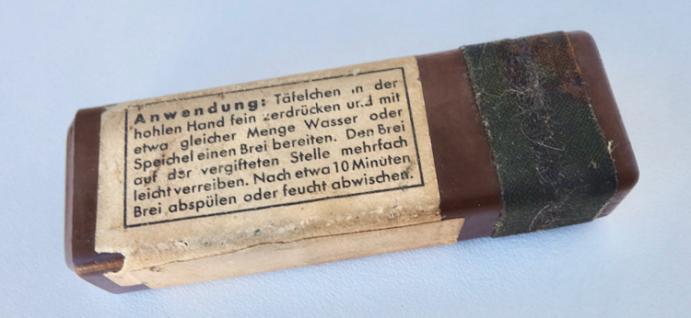 Anwendung: Täfelchen in der
hohlen Hand fein zerdrücken und mit
etwa gleicher Menge Wasser oder
Speichel einen Brei bereiten. Den Brei
auf der vergifteten Stelle mehrfach
leicht verreiben. Nach etwa 10 Minuten
Brei abspülen oder feucht abwischen.